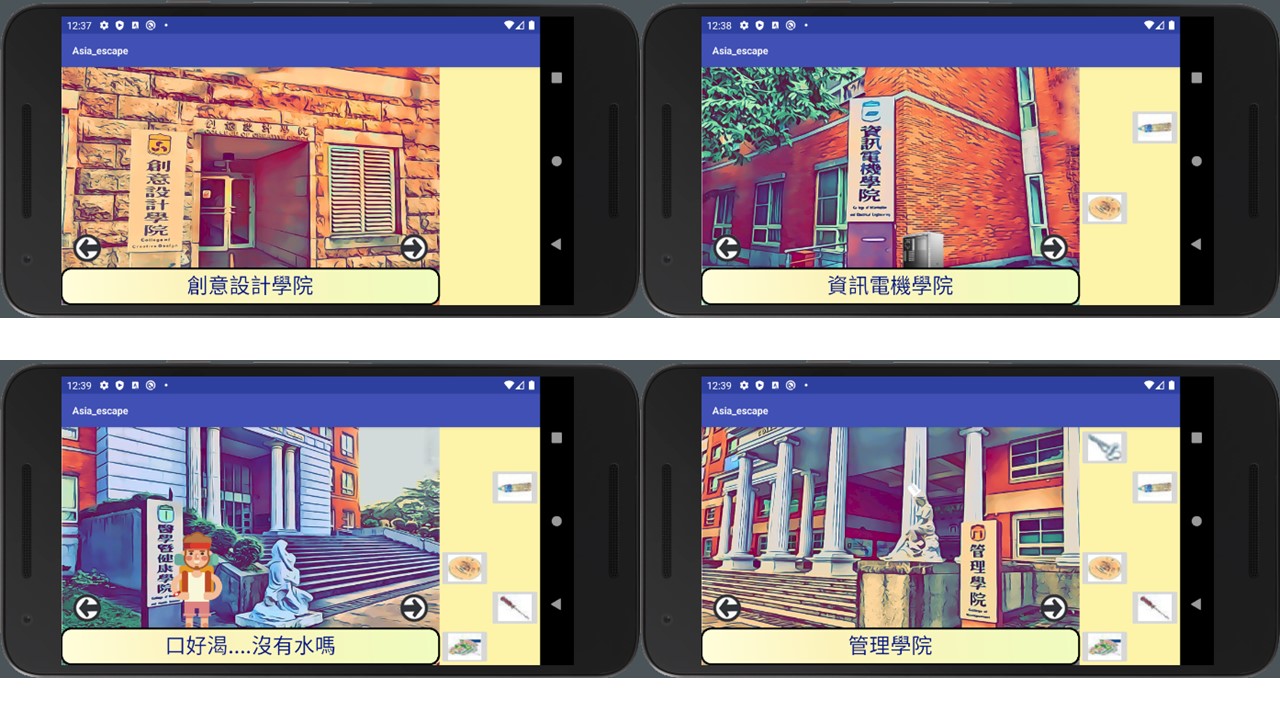 12:37
Asia_escape
創意設計學院
創意設計學院
College of
Creative Design
創意設計學院
12:38
Asia_escape
資訊電機學院
College of Information
and Electrical Engineering
資訊電機學院
12:39
Asia_escape
醫學暨健康學院
口好渴....沒有水嗎
12:39
Asia_escape
管理學院
管理學院